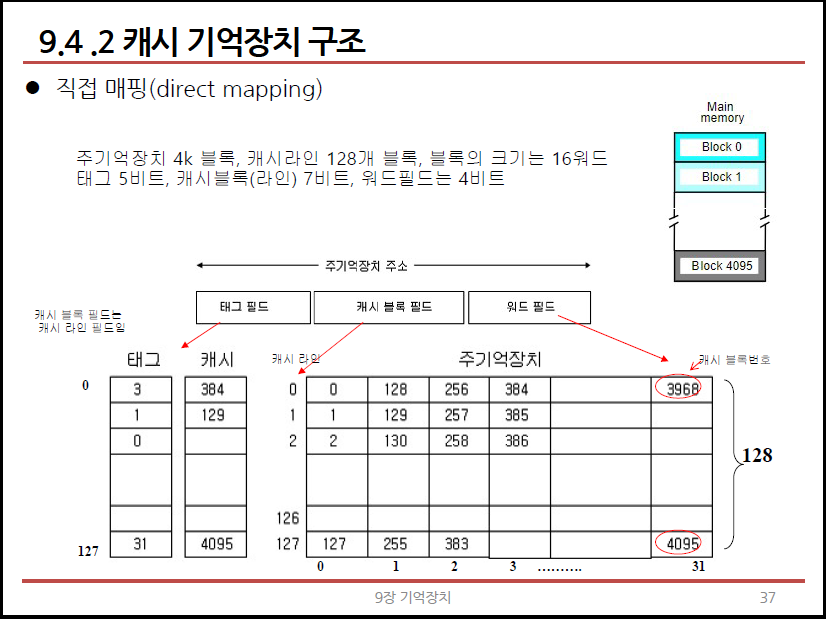 9.4 .2 캐시 기억장치 구조
● 직접 매핑(direct mapping)
Main
memory
Block 0
Block 1
Block 4095
주기억장치 4k 블록, 캐시라인 128개 블록, 블록의 크기는 16워드
태그 5비트, 캐시블록(라인) 7비트, 워드필드는 4비트
주기억장치 주소
태그 필드 캐시 블록 필드 워드 필드
캐시 블록 필드는
캐시 라인 필드임
태그 캐시 캐시 라인 주기억장치 캐시 블록번호
0 3 384 0 0 128 256 384 3968
1 129 1 1 129 257 385
0 2 2 130 258 386
128
126
127 31 4095 127 127 255 383 4095
0 1 2 3 .......... 31
9장 기억장치 37